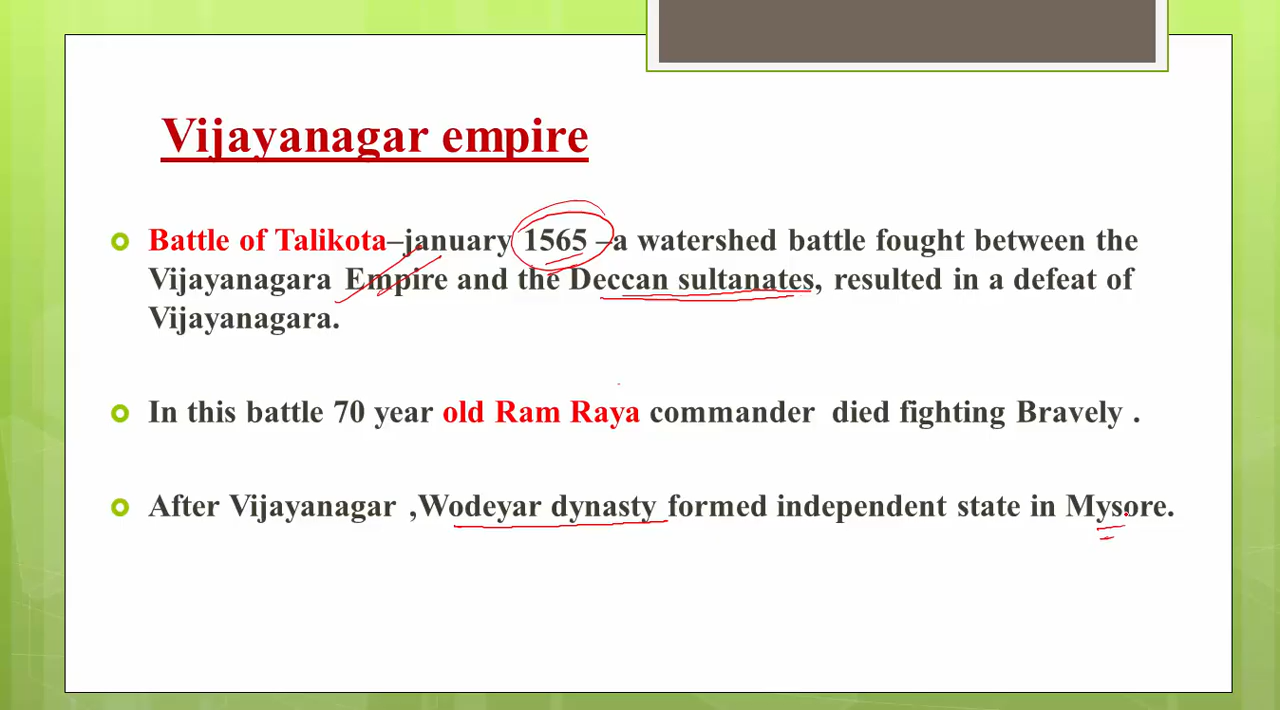 Vijayanagar empire
Battle of Talikota–january 1565 –a watershed battle fought between the
Vijayanagara Empire and the Deccan sultanates, resulted in a defeat of
Vijayanagara.
In this battle 70 year old Ram Raya commander died fighting Bravely .
After Vijayanagar ,Wodeyar dynasty formed independent state in Mysore.